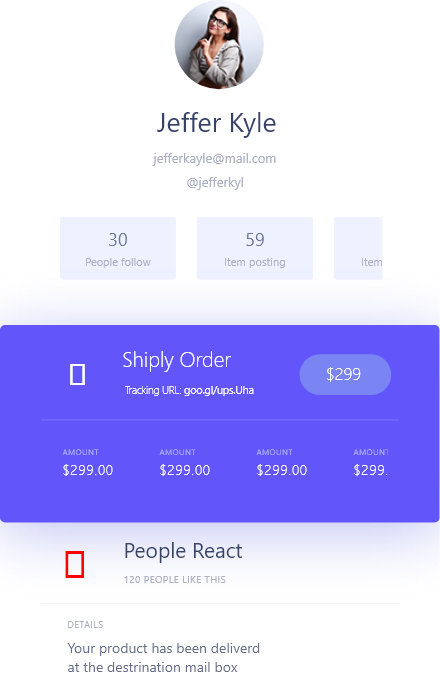 Jeffer Kyle
jefferkayle@mail.com
@jefferkyl
30 59
People follow Item posting Item
Shiply Order
$299
Tracking URL: goo.gl/ups.Uha
AMOUNT AMOUNT AMOUNT AMOUNT
$299.00 $299.00 $299.00 $299.
People React
120 PEOPLE LIKE THIS
DETAILS
Your product has been deliverd
at the destrination mail box